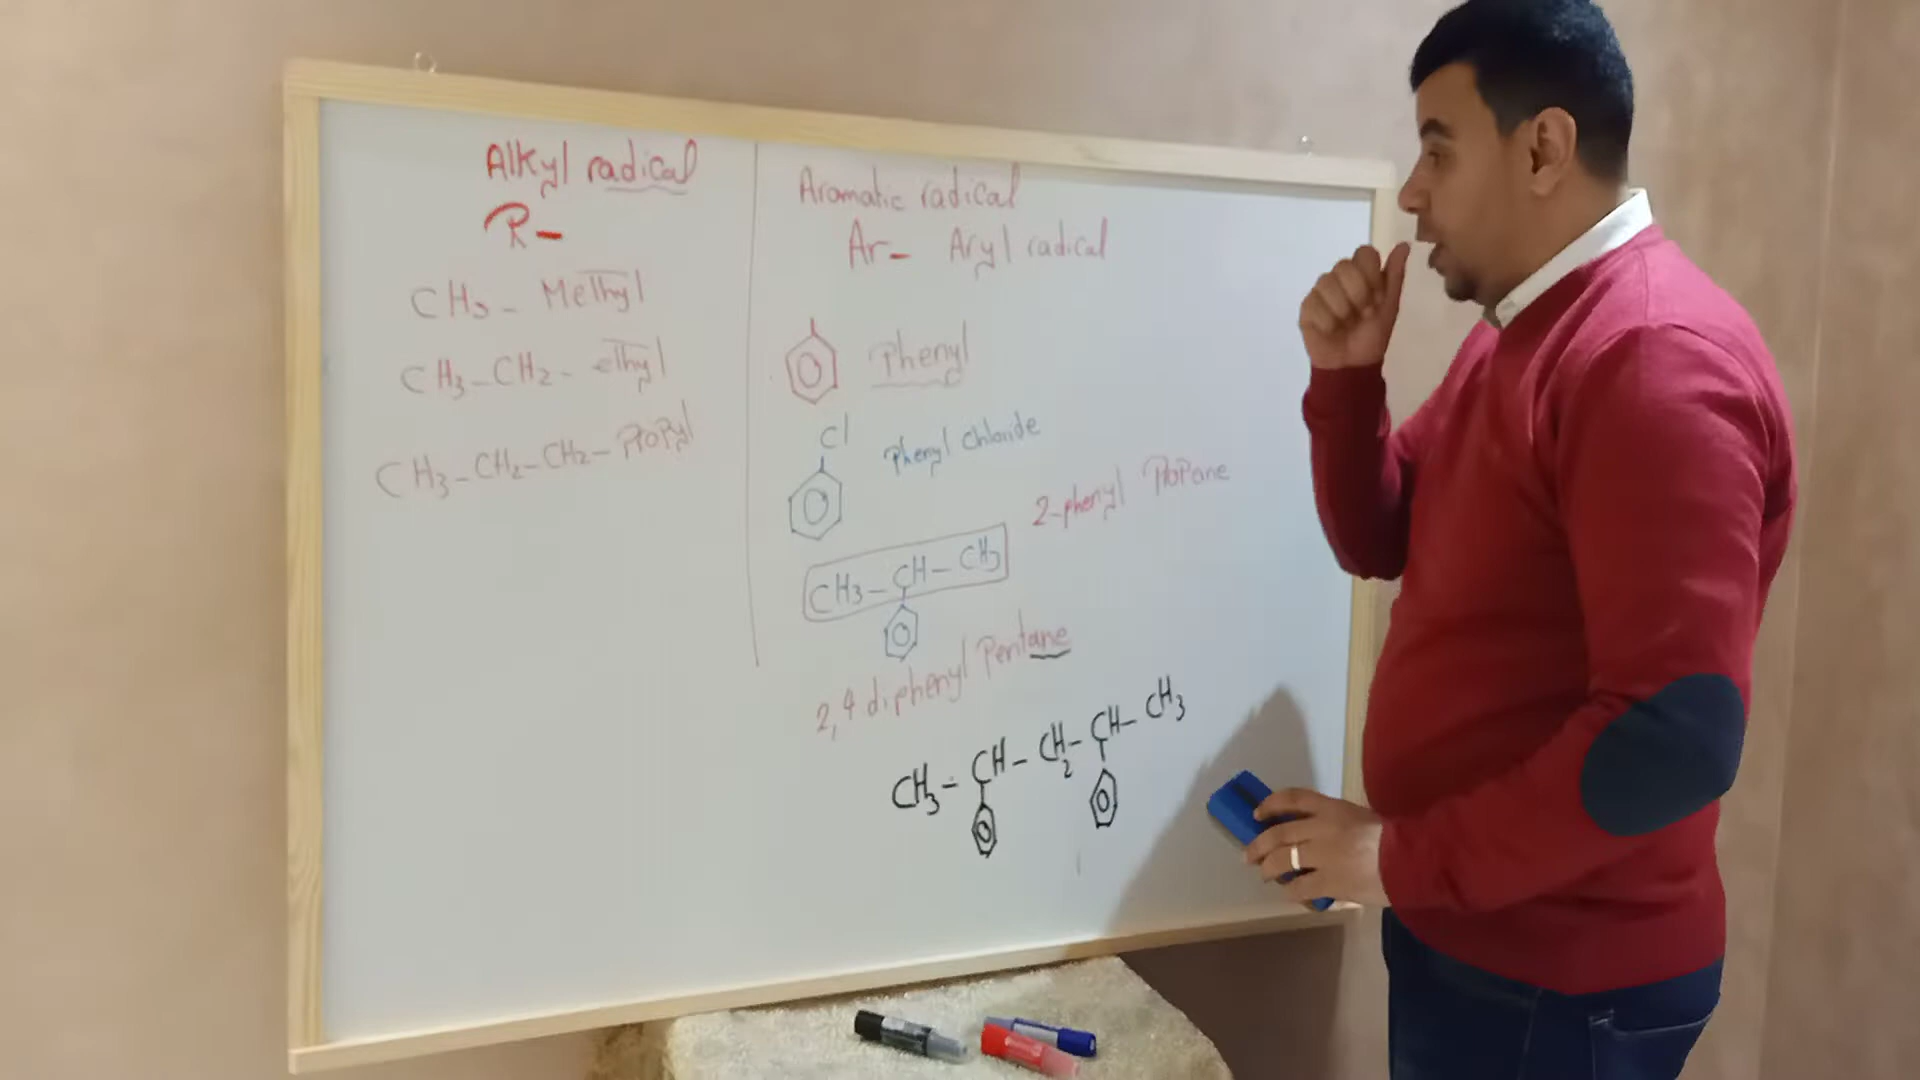 Alkyl radical
R-
CH3 - Methyl
CH3-CH2- ethyl
CH3-CH2-CH2- Propyl
Aromatic radical
Ar- Aryl radical
Phenyl
Cl
Phenyl Chloride
2-phenyl Propane
CH3-CH-CH3
2,4 diphenyl Pentane
CH3-CH-CH2-CH-CH3